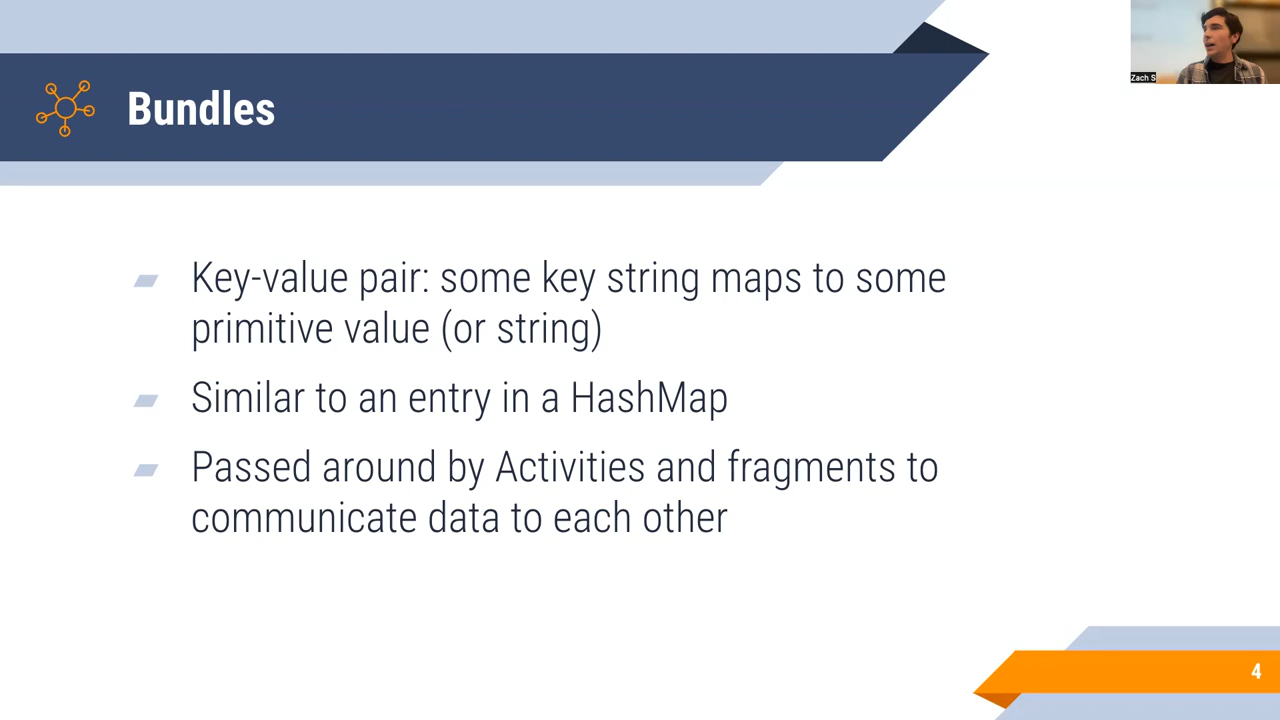 Zach S
Bundles
Key-value pair: some key string maps to some
primitive value (or string)
Similar to an entry in a HashMap
Passed around by Activities and fragments to
communicate data to each other
4